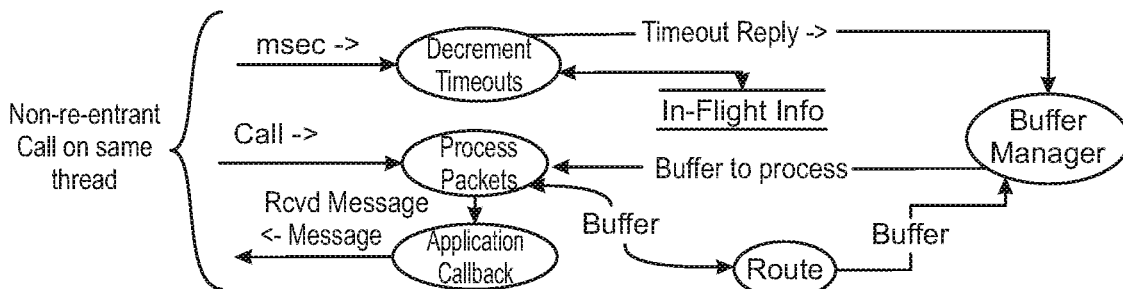 Non-re-entrant
Call on same
thread
msec ->
Decrement
Timeouts
Timeout Reply ->
In-Flight Info
Buffer
Manager
Call ->
Process
Packets
Buffer to process
Rcvd Message
<- Message
Application
Callback
Buffer
Route
Buffer